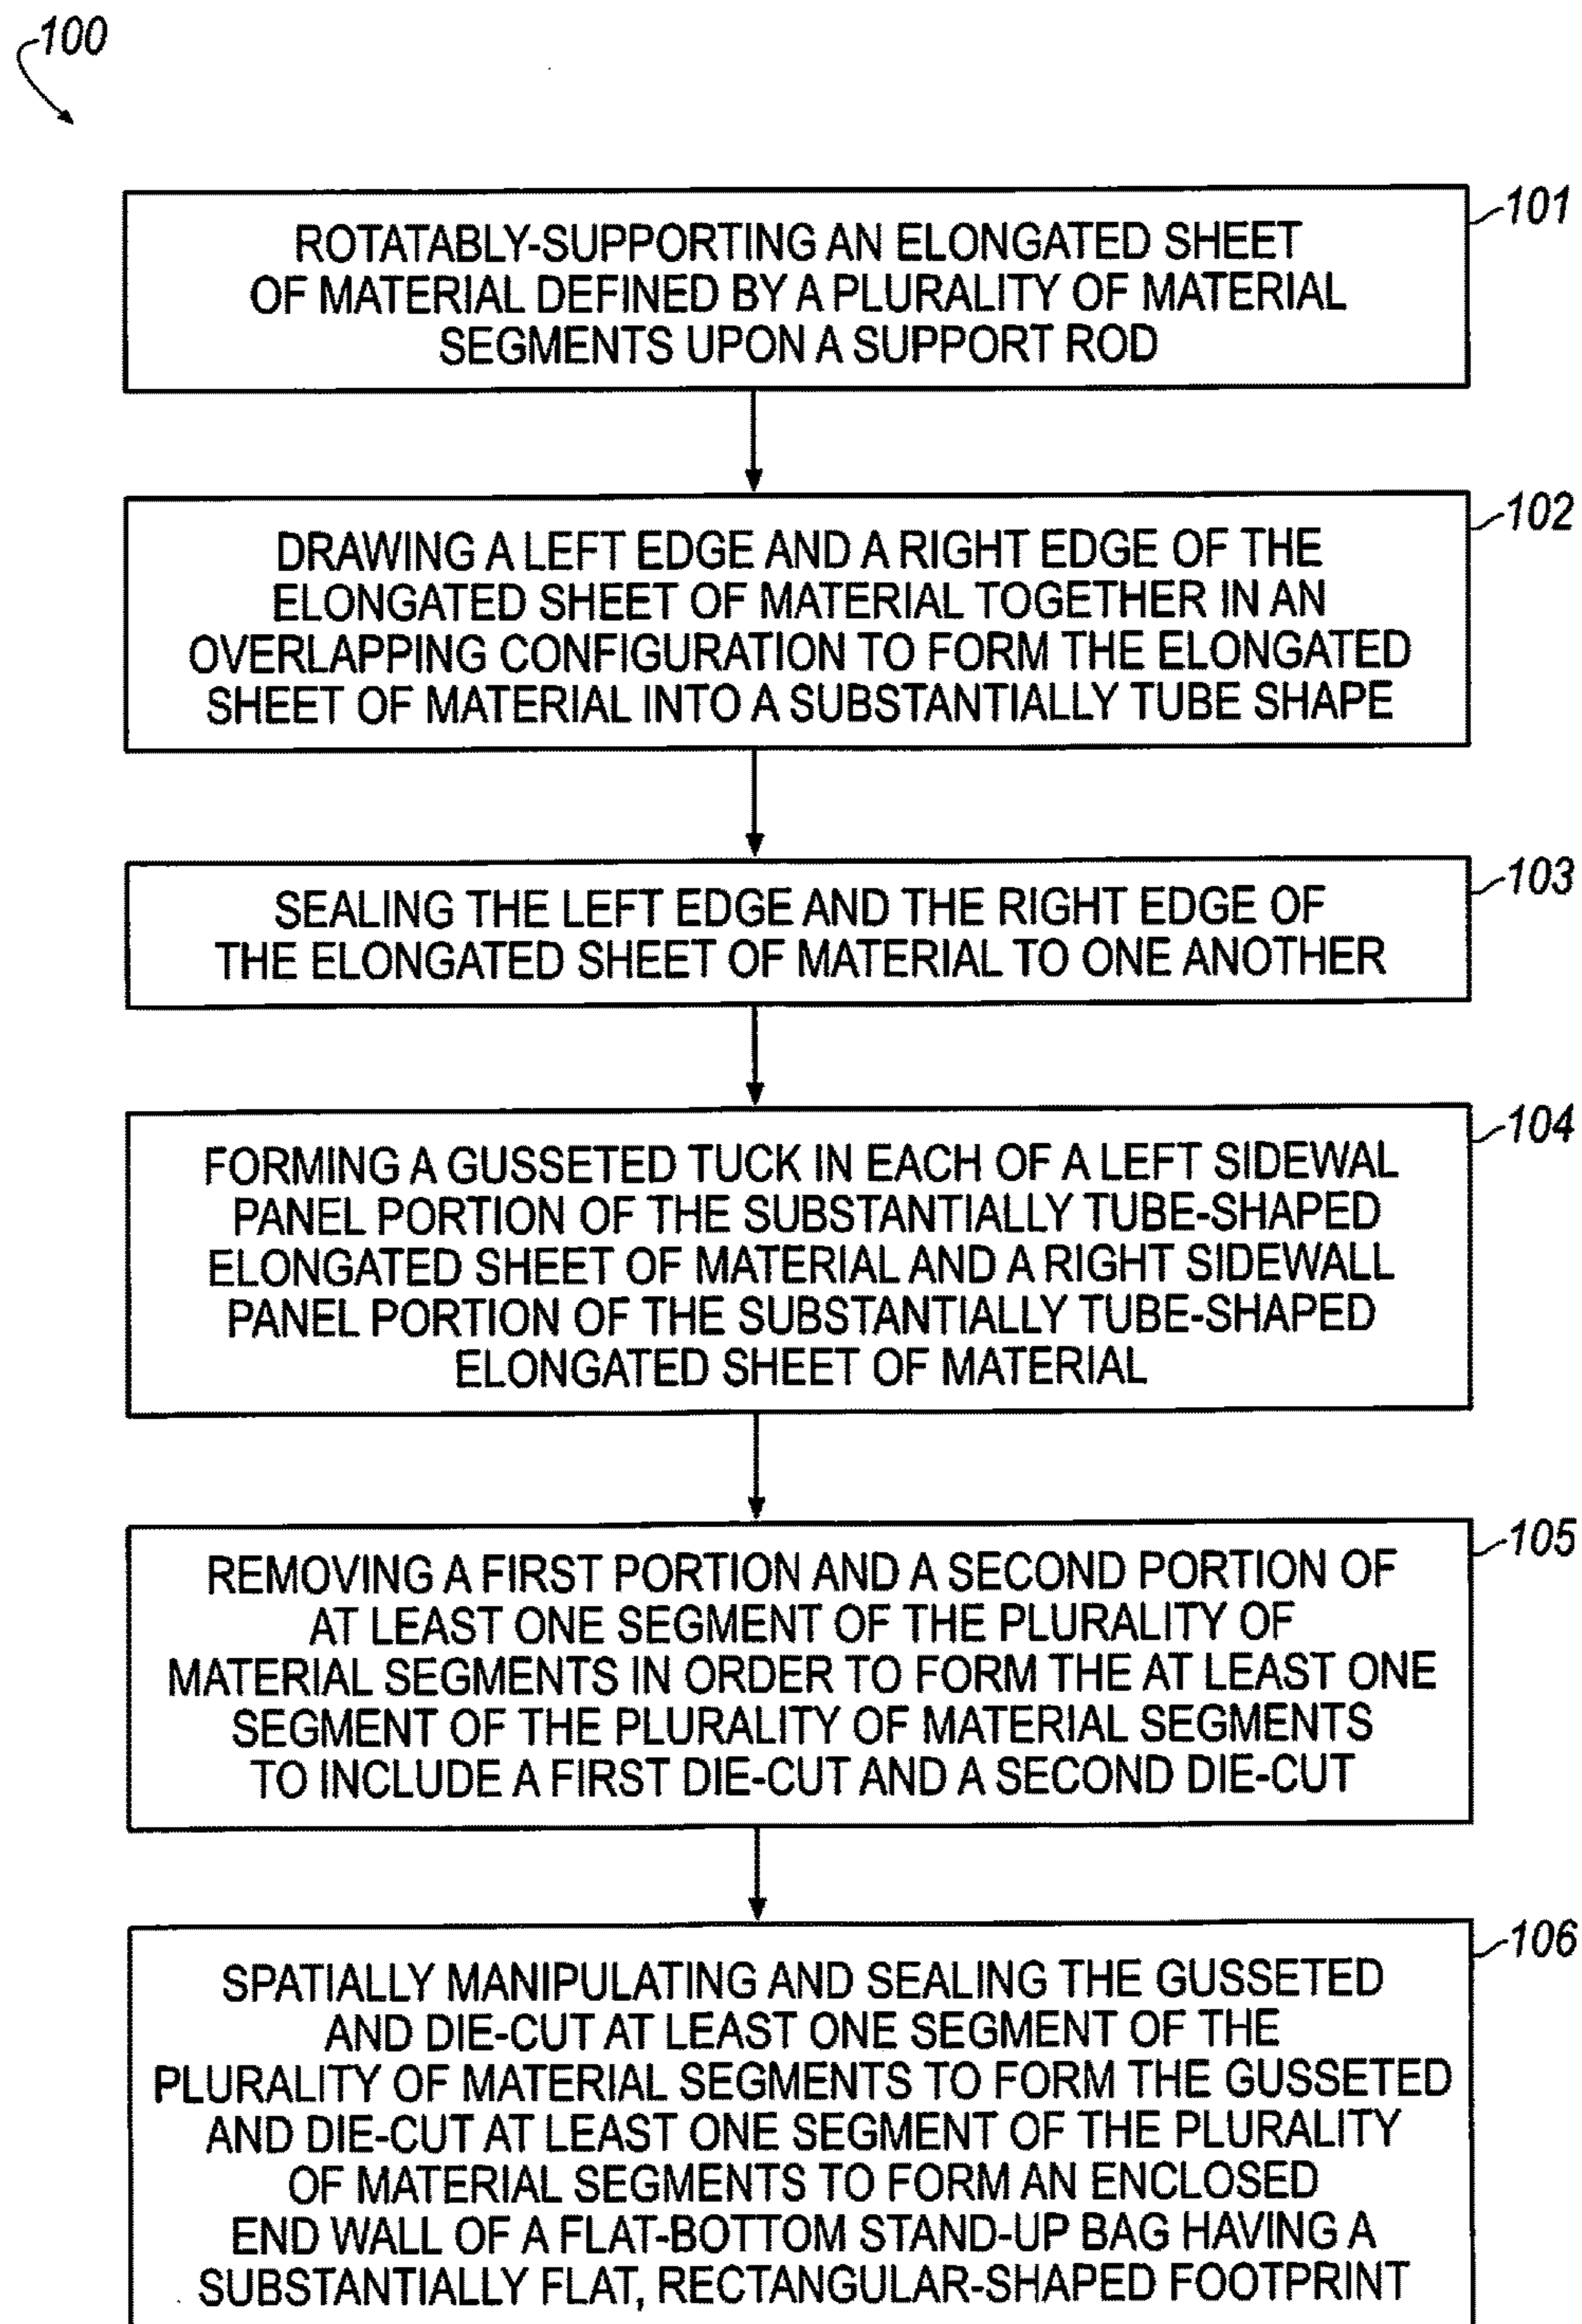 100
101
ROTATABLY-SUPPORTING AN ELONGATED SHEET
OF MATERIAL DEFINED BY A PLURALITY OF MATERIAL
SEGMENTS UPON A SUPPORT ROD
102
DRAWING A LEFT EDGE AND A RIGHT EDGE OF THE
ELONGATED SHEET OF MATERIAL TOGETHER IN AN
OVERLAPPING CONFIGURATION TO FORM THE ELONGATED
SHEET OF MATERIAL INTO A SUBSTANTIALLY TUBE SHAPE
103
SEALING THE LEFT EDGE AND THE RIGHT EDGE OF
THE ELONGATED SHEET OF MATERIAL TO ONE ANOTHER
104
FORMING A GUSSETED TUCK IN EACH OF A LEFT SIDEWAL
PANEL PORTION OF THE SUBSTANTIALLY TUBE-SHAPED
ELONGATED SHEET OF MATERIAL AND A RIGHT SIDEWALL
PANEL PORTION OF THE SUBSTANTIALLY TUBE-SHAPED
ELONGATED SHEET OF MATERIAL
105
REMOVING A FIRST PORTION AND A SECOND PORTION OF
AT LEAST ONE SEGMENT OF THE PLURALITY OF
MATERIAL SEGMENTS IN ORDER TO FORM THE AT LEAST ONE
SEGMENT OF THE PLURALITY OF MATERIAL SEGMENTS
TO INCLUDE A FIRST DIE-CUT AND A SECOND DIE-CUT
106
SPATIALLY MANIPULATING AND SEALING THE GUSSETED
AND DIE-CUT AT LEAST ONE SEGMENT OF THE
PLURALITY OF MATERIAL SEGMENTS TO FORM THE GUSSETED
AND DIE-CUT AT LEAST ONE SEGMENT OF THE PLURALITY
OF MATERIAL SEGMENTS TO FORM AN ENCLOSED
END WALL OF A FLAT-BOTTOM STAND-UP BAG HAVING A
SUBSTANTIALLY FLAT, RECTANGULAR-SHAPED FOOTPRINT